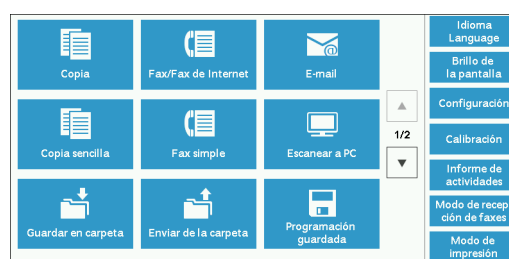 Copia
Fax/Fax de Internet
E-mail
Copia sencilla
Fax simple
Escanear a PC
1/2
Guardar en carpeta
Enviar de la carpeta
Programación
guardada
Idioma
Language
Brillo de
la pantalla
Configuración
Calibración
Informe de
actividades
Modo de recep
ción de faxes
Modo de
impresión